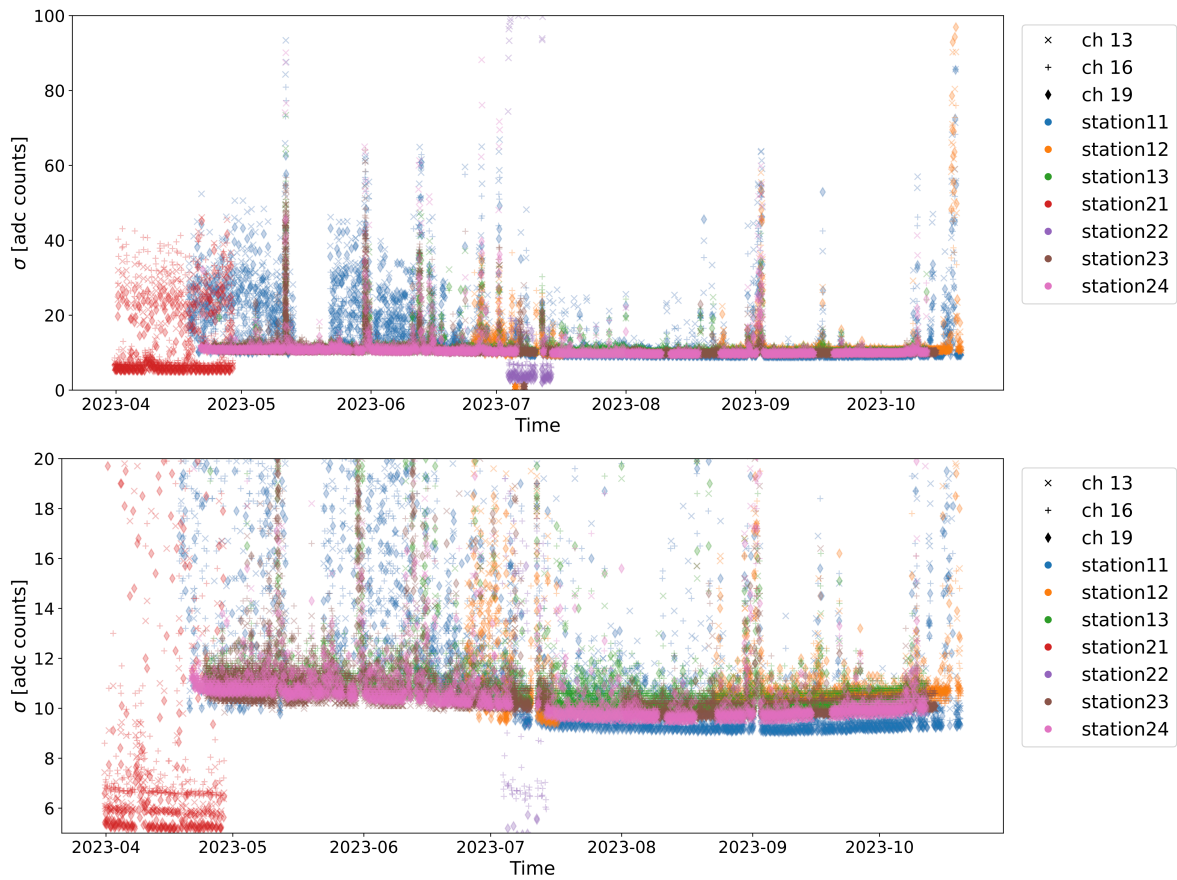 100
80
60
40
20
0
σ [adc counts]
2023-04 2023-05 2023-06 2023-07 2023-08 2023-09 2023-10
Time
ch 13
ch 16
ch 19
station11
station12
station13
station21
station22
station23
station24
20
18
16
14
12
10
8
6
σ [adc counts]
2023-04 2023-05 2023-06 2023-07 2023-08 2023-09 2023-10
Time
ch 13
ch 16
ch 19
station11
station12
station13
station21
station22
station23
station24